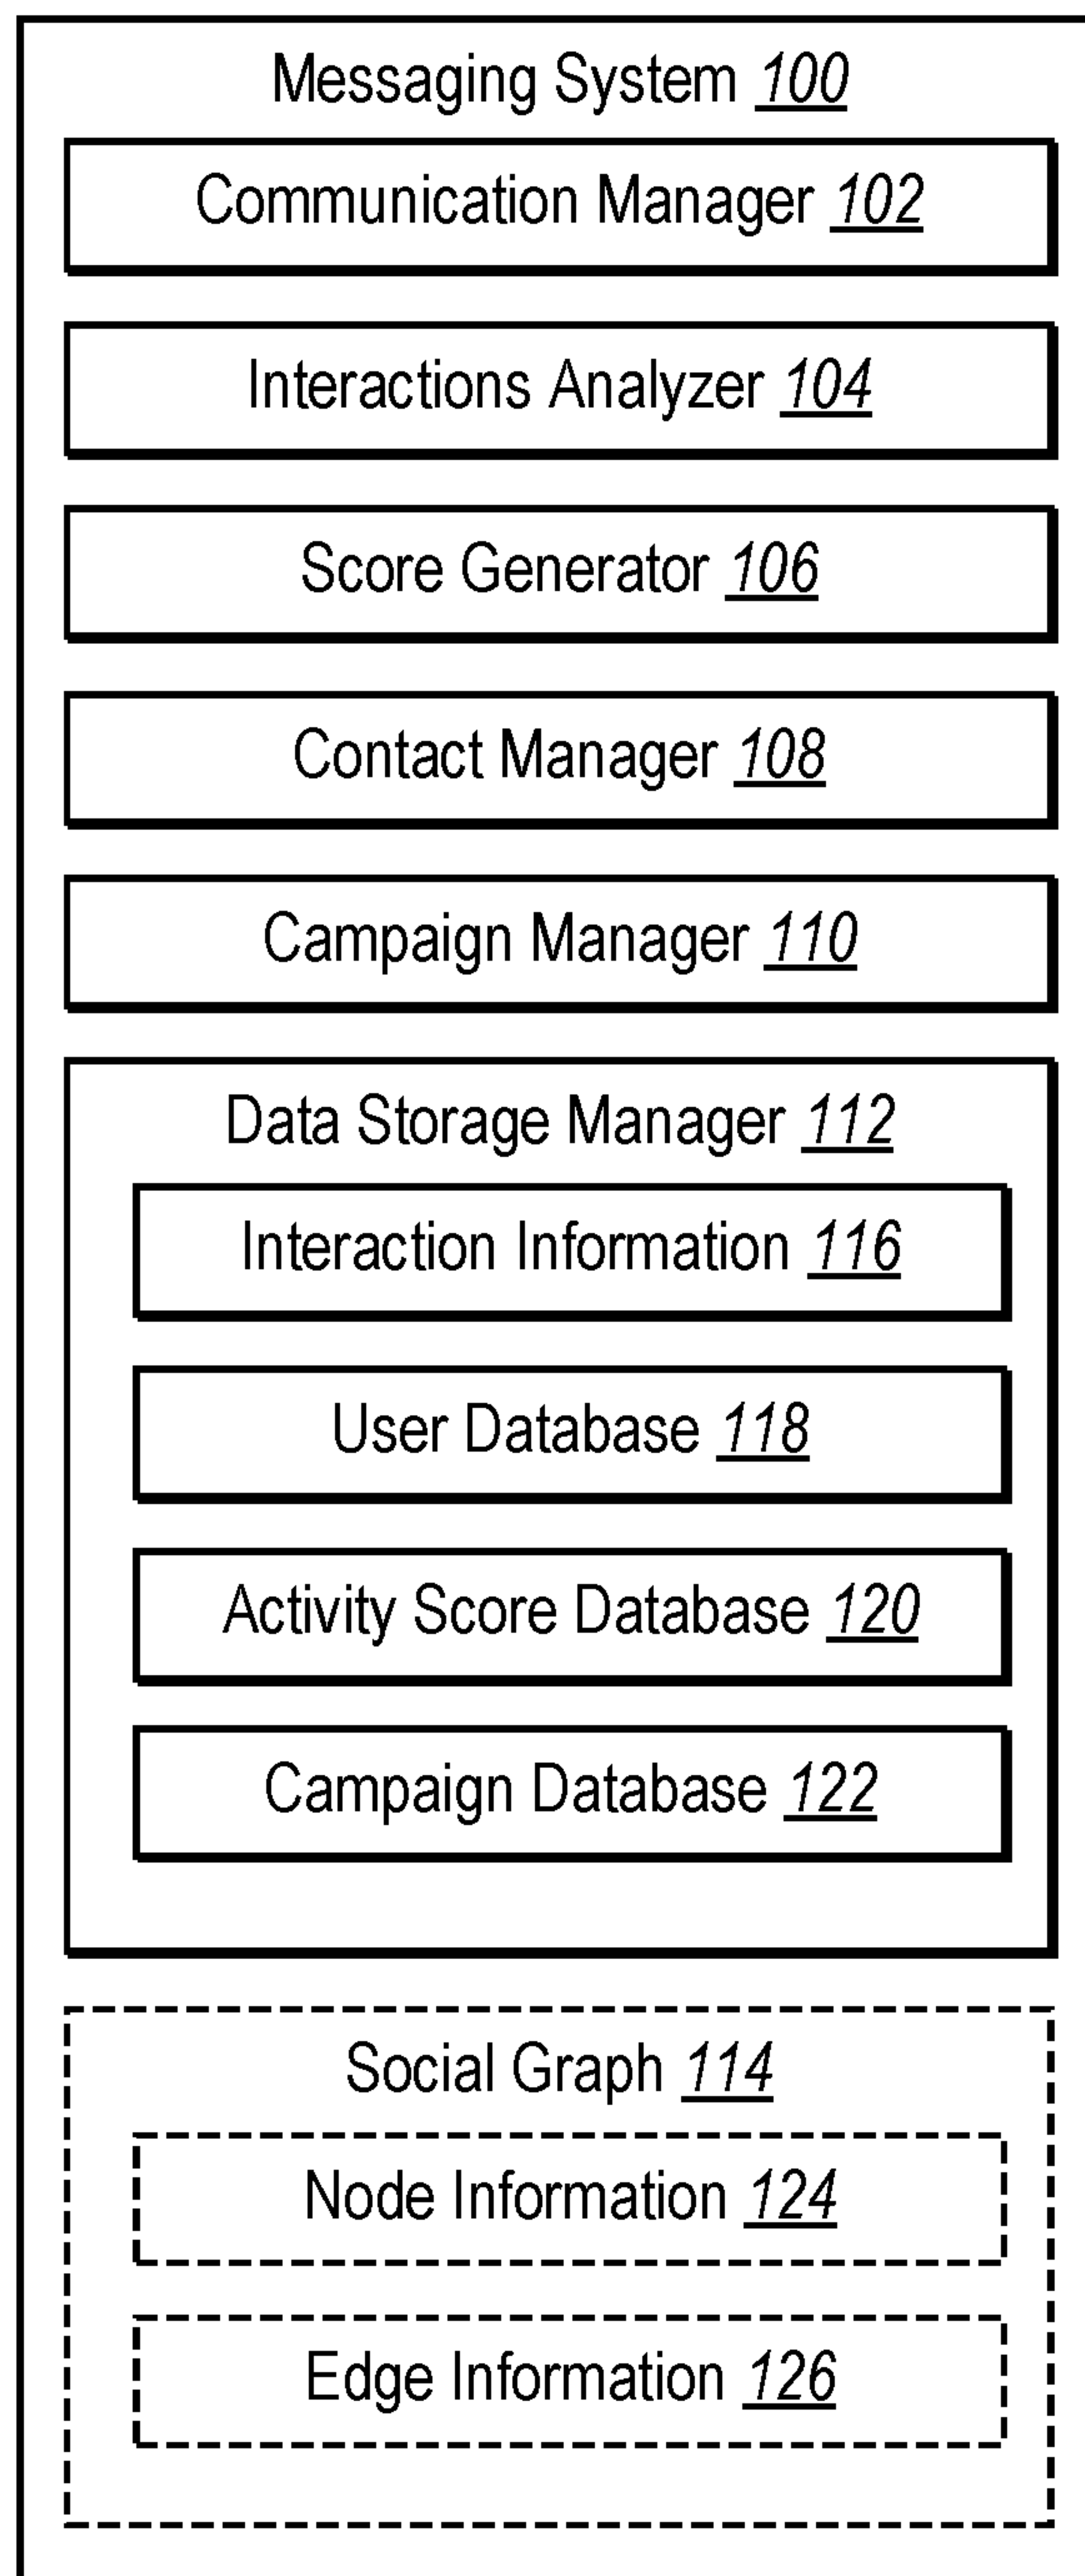 Messaging System 100
Communication Manager 102
Interactions Analyzer 104
Score Generator 106
Contact Manager 108
Campaign Manager 110
Data Storage Manager 112
Interaction Information 116
User Database 118
Activity Score Database 120
Campaign Database 122
Social Graph 114
Node Information 124
Edge Information 126